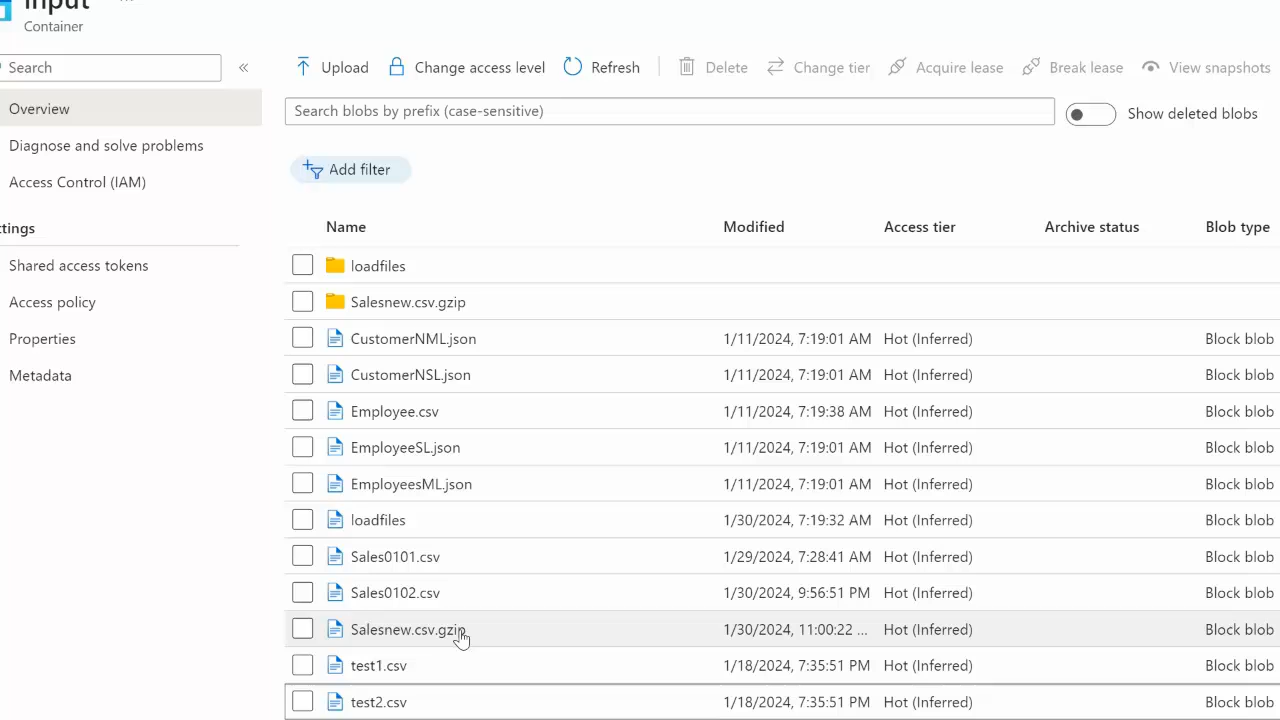 input ...
Container
Search «
Upload Change access level Refresh Delete Change tier Acquire lease Break lease View snapshots
Overview
Search blobs by prefix (case-sensitive) Show deleted blobs
Diagnose and solve problems
Add filter
Access Control (IAM)
ttings
Name Modified Access tier Archive status Blob type
Shared access tokens
loadfiles
Access policy
Salesnew.csv.gzip
Properties
CustomerNML.json 1/11/2024, 7:19:01 AM Hot (Inferred) Block blob
Metadata
CustomerNSL.json 1/11/2024, 7:19:01 AM Hot (Inferred) Block blob
Employee.csv 1/11/2024, 7:19:38 AM Hot (Inferred) Block blob
EmployeeSL.json 1/11/2024, 7:19:01 AM Hot (Inferred) Block blob
EmployeesML.json 1/11/2024, 7:19:01 AM Hot (Inferred) Block blob
loadfiles 1/30/2024, 7:19:32 AM Hot (Inferred) Block blob
Sales0101.csv 1/29/2024, 7:28:41 AM Hot (Inferred) Block blob
Sales0102.csv 1/30/2024, 9:56:51 PM Hot (Inferred) Block blob
Salesnew.csv.gzip 1/30/2024, 11:00:22 ... Hot (Inferred) Block blob
test1.csv 1/18/2024, 7:35:51 PM Hot (Inferred) Block blob
test2.csv 1/18/2024, 7:35:51 PM Hot (Inferred) Block blob